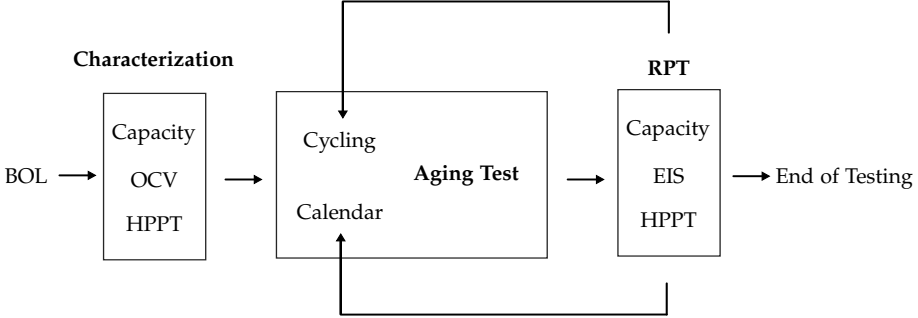 Characterization
RPT
Capacity
OCV
HPPT
BOL
Cycling
Calendar
Aging Test
Capacity
EIS
HPPT
End of Testing